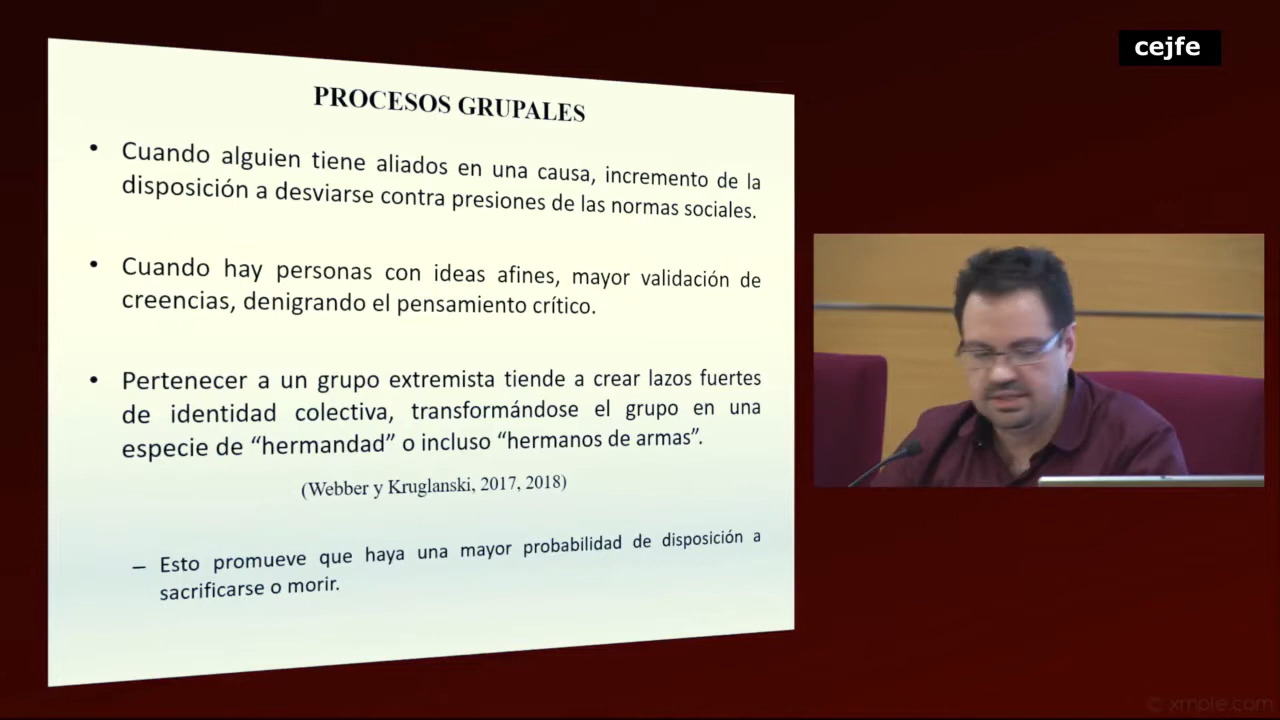 cejfe
PROCESOS GRUPALES
• Cuando alguien tiene aliados en una causa, incremento de la
disposición a desviarse contra presiones de las normas sociales.
• Cuando hay personas con ideas afines, mayor validación de
creencias, denigrando el pensamiento crítico.
• Pertenecer a un grupo extremista tiende a crear lazos fuertes
de identidad colectiva, transformándose el grupo en una
especie de “hermandad” o incluso “hermanos de armas”.
(Webber y Kruglanski, 2017, 2018)
– Esto promueve que haya una mayor probabilidad de disposición a
sacrificarse o morir.
© xmple.com